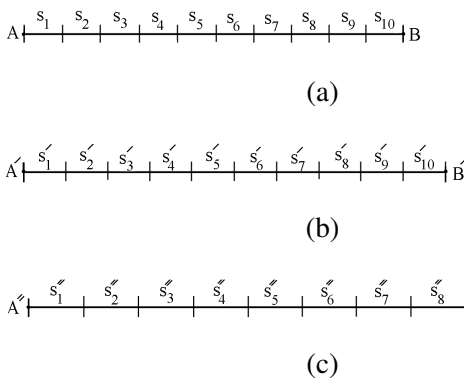 A s₁ s₂ s₃ s₄ s₅ s₆ s₇ s₈ s₉ s₁₀ B
(a)
A′ s′₁ s′₂ s′₃ s′₄ s′₅ s′₆ s′₇ s′₈ s′₉ s′₁₀ B′
(b)
A″ s″₁ s″₂ s″₃ s″₄ s″₅ s″₆ s″₇ s″₈
(c)